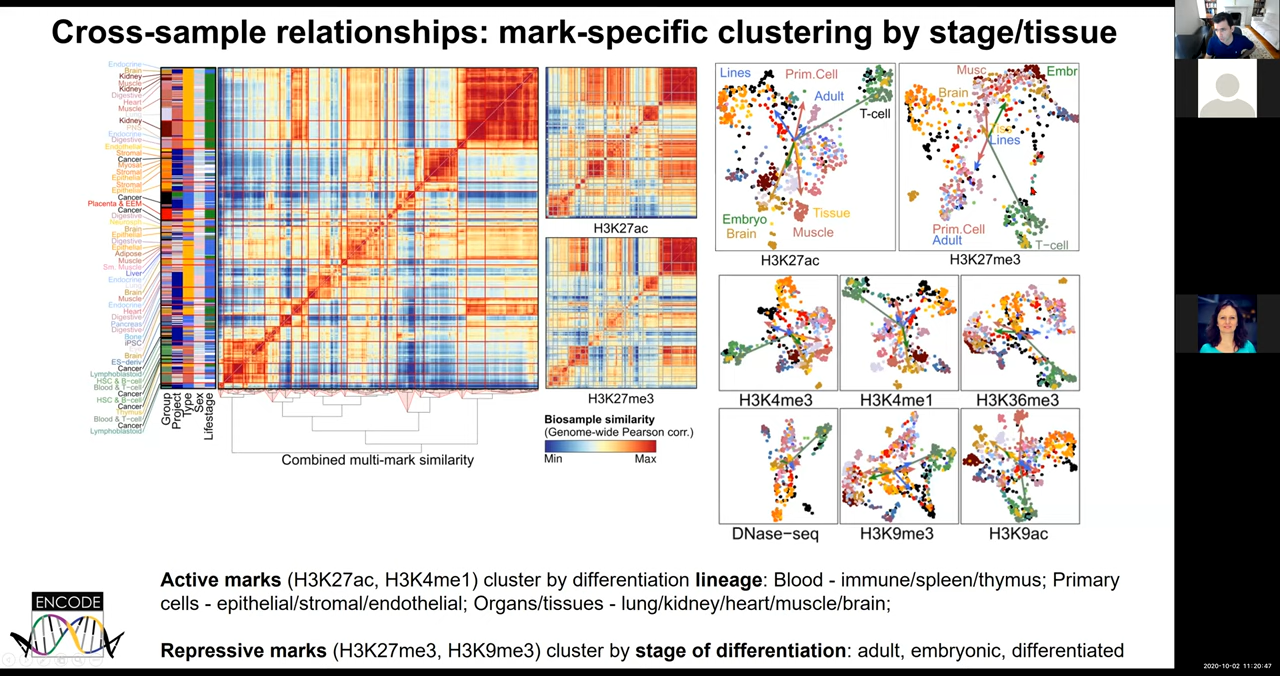 Cross-sample relationships: mark-specific clustering by stage/tissue
Endocrine
Brain
Kidney
Muscle
Kidney
Digestive
Heart
Muscle
Kidney
PNS
Endocrine
Digestive
Endothelial
Stromal
Cancer
Myosat
Stromal
Epithelial
Stromal
Epithelial
Cancer
Placenta & EEM
Cancer
Digestive
Brain
Epithelial
Digestive
Epithelial
Adipose
Muscle
Sm. Muscle
Liver
Endocrine
Brain
Muscle
Endocrine
Heart
Digestive
Pancreas
Digestive
Bone
iPSC
Brain
ES-deriv
Cancer
Lymphoblastoid
HSC & B-cell
Blood & T-cell
Cancer
HSC & B-cell
Cancer
Thymus
Blood & T-cell
Cancer
Lymphoblastoid
Group
Project
Type
Sex
Lifestage
Combined multi-mark similarity
H3K27ac
H3K27me3
Biosample similarity
(Genome-wide Pearson corr.)
Min Max
Lines
Prim.Cell
Adult
T-cell
Embryo
Brain
Tissue
Muscle
H3K27ac
Musc
Embr
Brain
Lines
Prim.Cell
Adult
T-cell
H3K27me3
H3K4me3 H3K4me1 H3K36me3
DNase-seq H3K9me3 H3K9ac
Active marks (H3K27ac, H3K4me1) cluster by differentiation lineage: Blood - immune/spleen/thymus; Primary
cells - epithelial/stromal/endothelial; Organs/tissues - lung/kidney/heart/muscle/brain;
Repressive marks (H3K27me3, H3K9me3) cluster by stage of differentiation: adult, embryonic, differentiated
ENCODE
2020-10-02 11:20:47